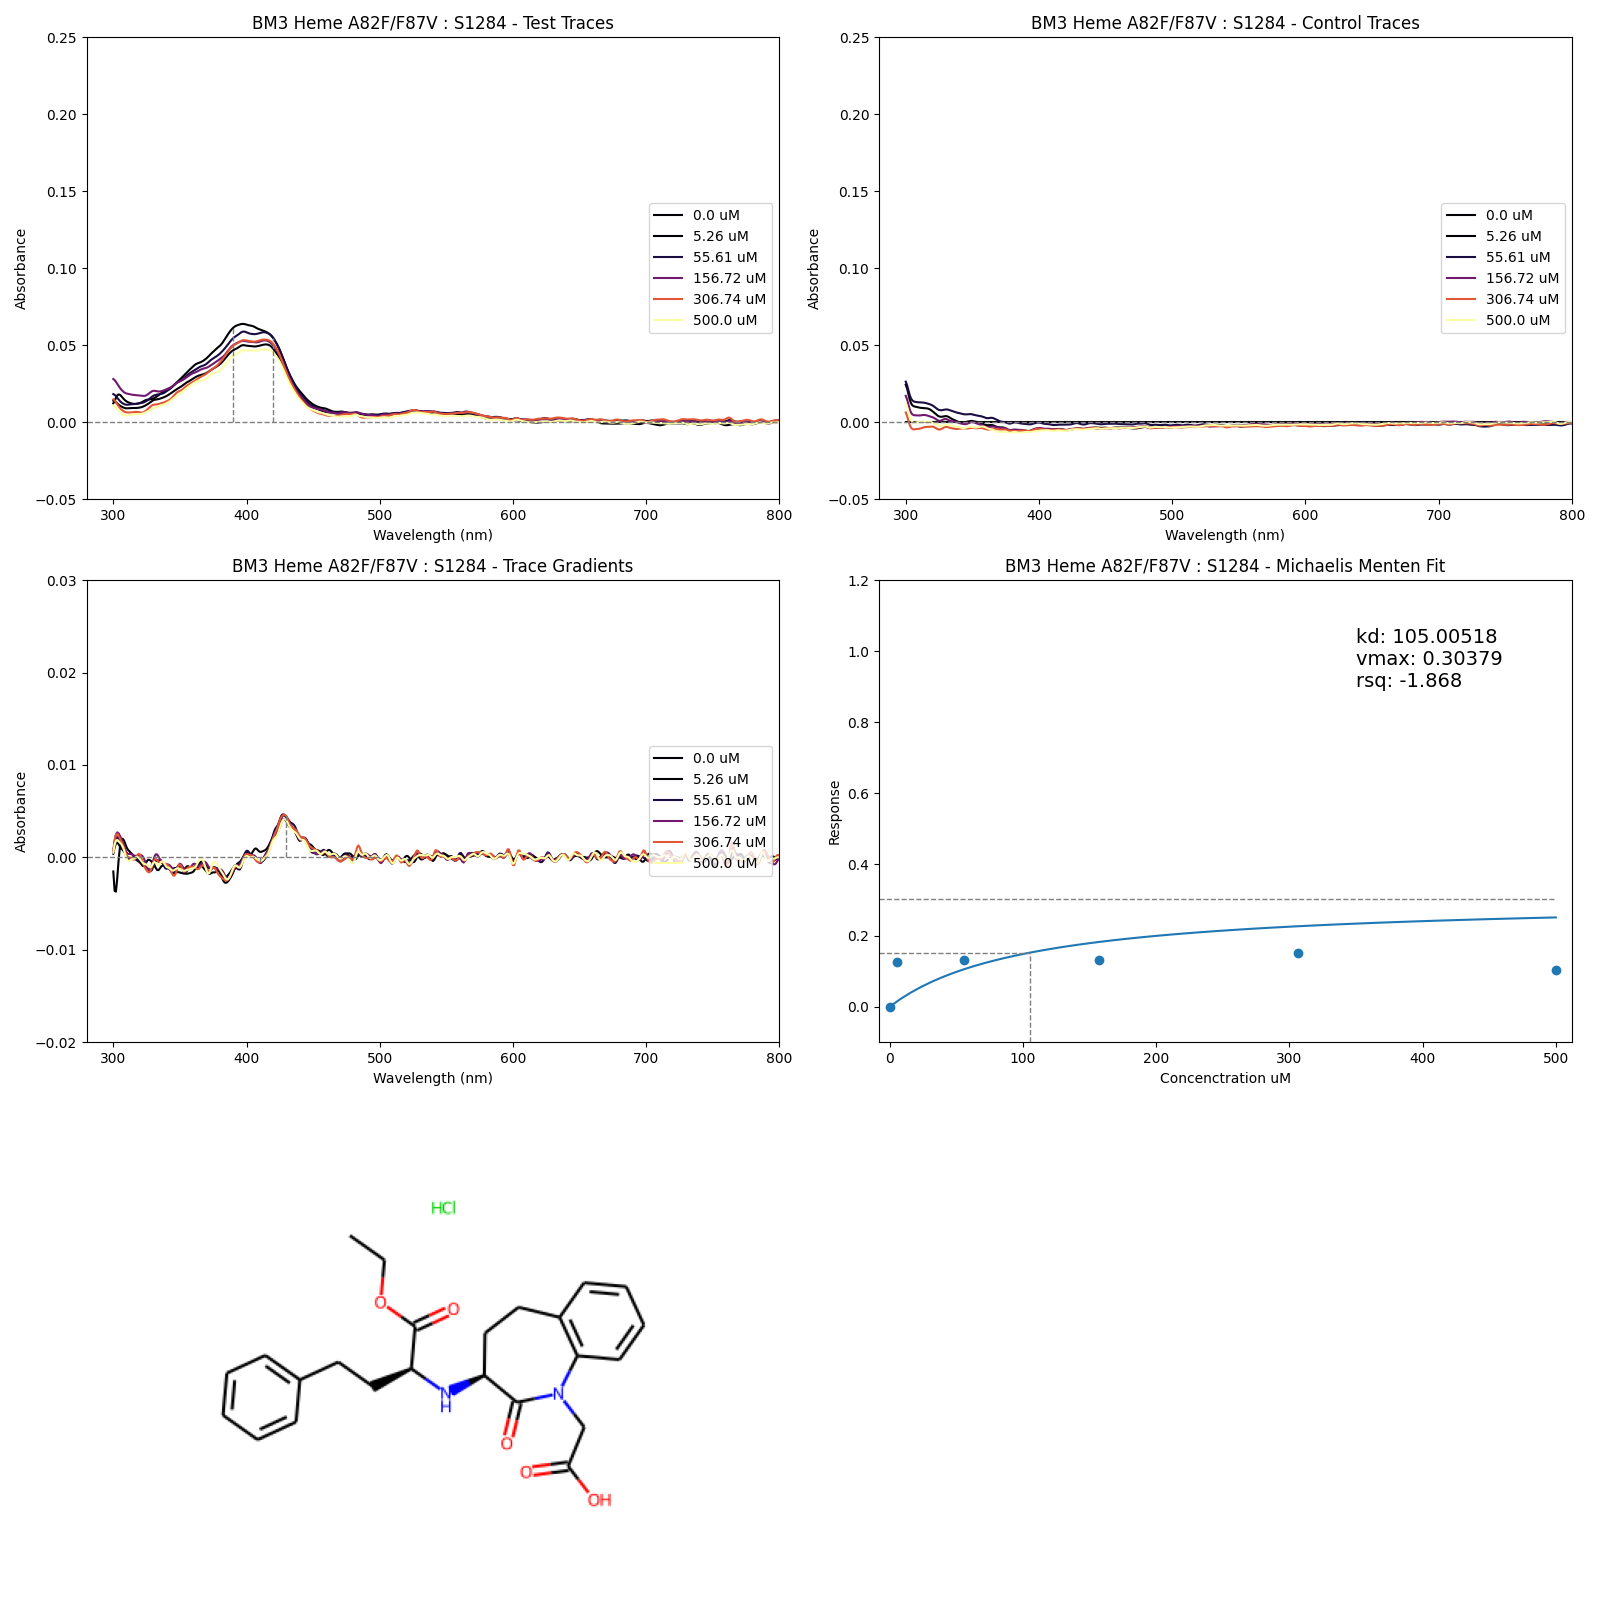 BM3 Heme A82F/F87V : S1284 - Test Traces
0.25
0.20
0.15
0.10
0.05
0.00
−0.05
Absorbance
300
400
500
600
700
800
Wavelength (nm)
0.0 uM
5.26 uM
55.61 uM
156.72 uM
306.74 uM
500.0 uM
BM3 Heme A82F/F87V : S1284 - Control Traces
0.25
0.20
0.15
0.10
0.05
0.00
−0.05
Absorbance
300
400
500
600
700
800
Wavelength (nm)
0.0 uM
5.26 uM
55.61 uM
156.72 uM
306.74 uM
500.0 uM
BM3 Heme A82F/F87V : S1284 - Trace Gradients
0.03
0.02
0.01
0.00
−0.01
−0.02
Absorbance
300
400
500
600
700
800
Wavelength (nm)
0.0 uM
5.26 uM
55.61 uM
156.72 uM
306.74 uM
500.0 uM
BM3 Heme A82F/F87V : S1284 - Michaelis Menten Fit
1.2
1.0
0.8
0.6
0.4
0.2
0.0
Response
0
100
200
300
400
500
Concenctration uM
kd: 105.00518
vmax: 0.30379
rsq: -1.868
HCl
O
O
N
H
N
O
O
OH